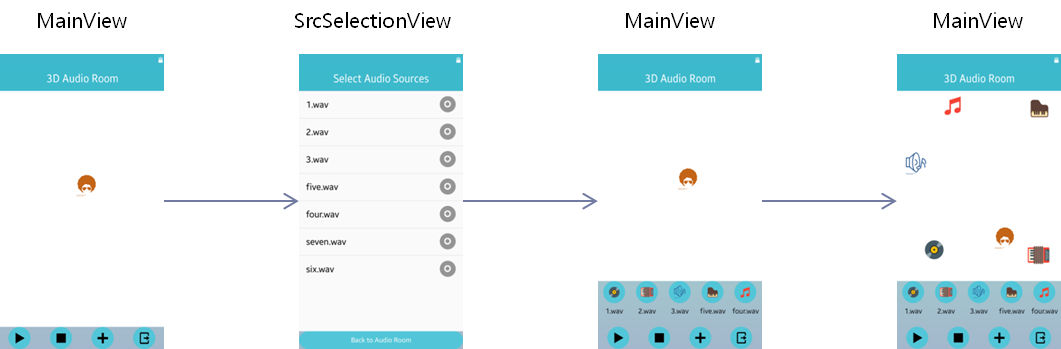 MainView
SrcSelectionView
MainView
MainView
3D Audio Room
Select Audio Sources
3D Audio Room
3D Audio Room
1.wav
2.wav
3.wav
five.wav
four.wav
seven.wav
six.wav
Back to Audio Room
1.wav 2.wav 3.wav five.wav four.wav
1.wav 2.wav 3.wav five.wav four.wav